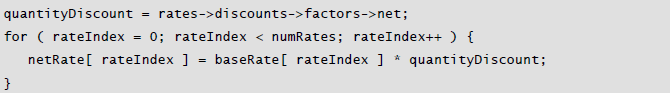 quantityDiscount = rates->discounts->factors->net;
for ( rateIndex = 0; rateIndex < numRates; rateIndex++ ) {
   netRate[ rateIndex ] = baseRate[ rateIndex ] * quantityDiscount;
}